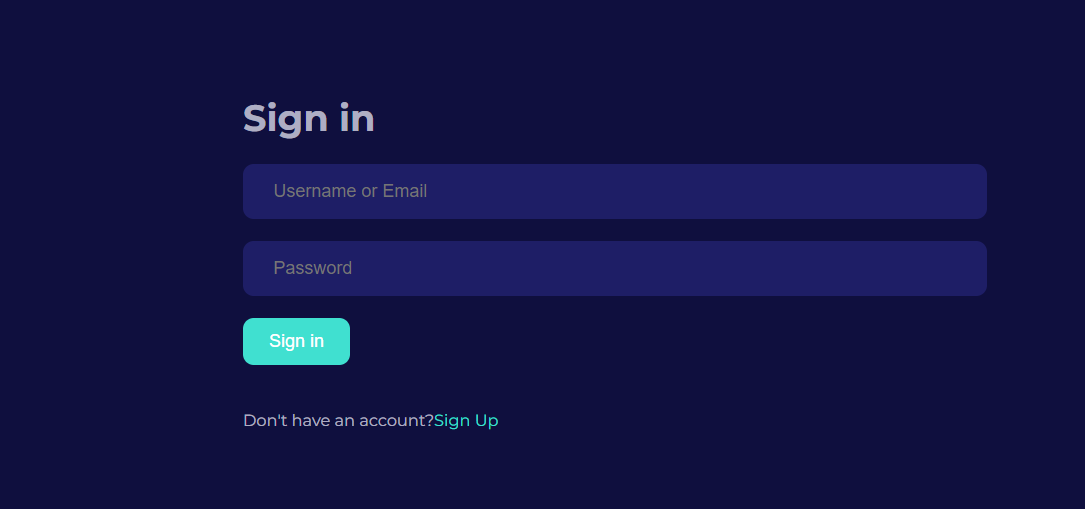 Sign in
Username or Email
Password
Sign in
Don't have an account?Sign Up